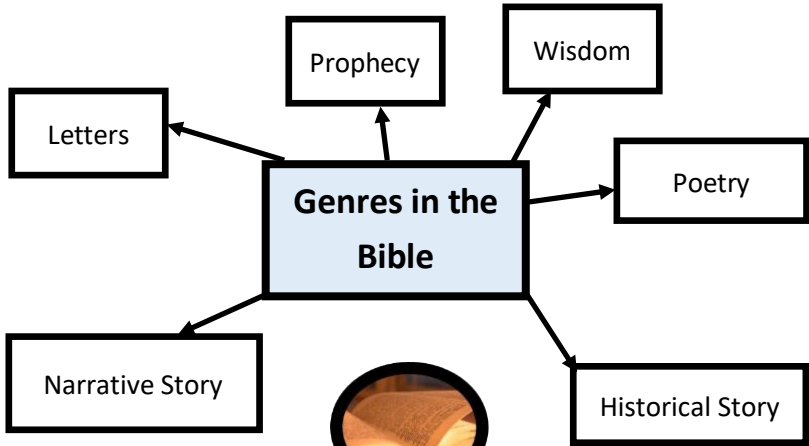 Wisdom
Prophecy
Letters
Poetry
Genres in the
Bible
Narrative Story
Historical Story